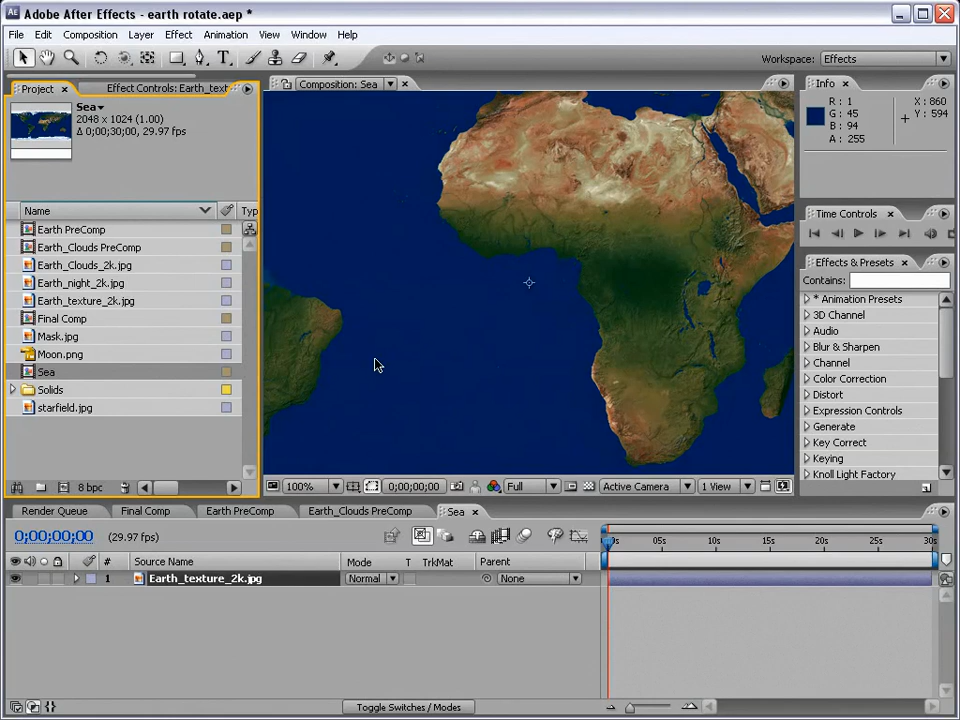 Adobe After Effects - earth rotate.aep *
File Edit Composition Layer Effect Animation View Window Help
Workspace: Effects
Project × Effect Controls: Earth_text
Composition: Sea ×
Info ×
Sea
2048 x 1024 (1.00)
Δ 0;00;30;00, 29.97 fps
R : 1
G : 45
B : 94
A : 255
X : 860
Y : 594
Name Typ
Earth PreComp
Earth_Clouds PreComp
Earth_Clouds_2k.jpg
Earth_night_2k.jpg
Earth_texture_2k.jpg
Final Comp
Mask.jpg
Moon.png
Sea
Solids
starfield.jpg
8 bpc
100% 0;00;00;00 Full Active Camera 1 View
Time Controls ×
Effects & Presets ×
Contains:
* Animation Presets
3D Channel
Audio
Blur & Sharpen
Channel
Color Correction
Distort
Expression Controls
Generate
Key Correct
Keying
Knoll Light Factory
Render Queue Final Comp Earth PreComp Earth_Clouds PreComp Sea ×
0;00;00;00 (29.97 fps)
05s 10s 15s 20s 25s 30s
# Source Name Mode T TrkMat Parent
1 Earth_texture_2k.jpg Normal None
Toggle Switches / Modes